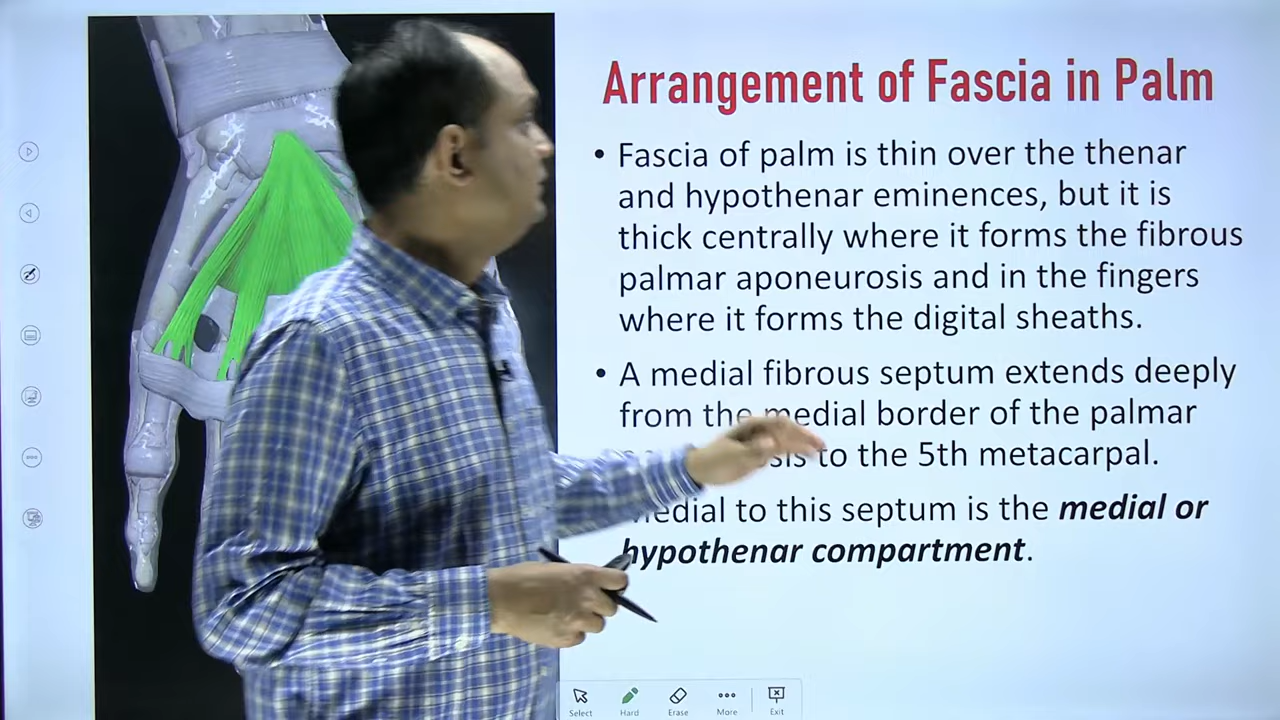 Arrangement of Fascia in Palm
• Fascia of palm is thin over the thenar
and hypothenar eminences, but it is
thick centrally where it forms the fibrous
palmar aponeurosis and in the fingers
where it forms the digital sheaths.
• A medial fibrous septum extends deeply
from the medial border of the palmar
to the 5th metacarpal.
medial to this septum is the medial or
hypothenar compartment.
Select Hard Erase More Exit